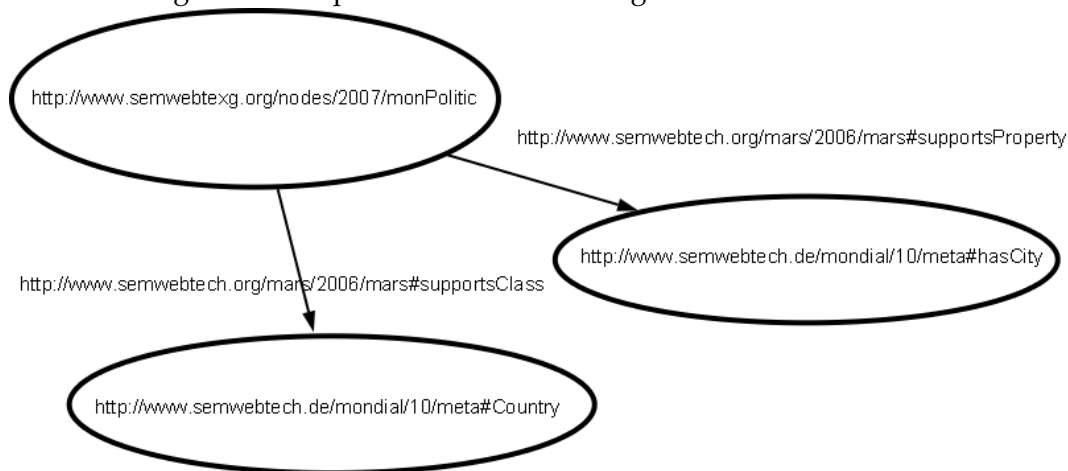 http://www.semwebtexg.org/nodes/2007/monPolitic
http://www.semwebtech.org/mars/2006/mars#supportsProperty
http://www.semwebtech.de/mondial/10/meta#hasCity
http://www.semwebtech.org/mars/2006/mars#supportsClass
http://www.semwebtech.de/mondial/10/meta#Country